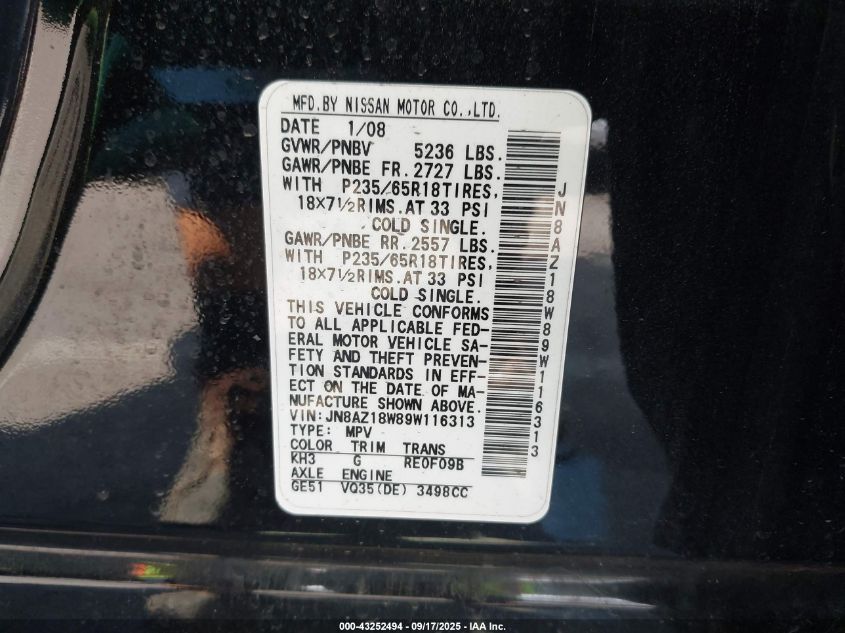 MFD.BY NISSAN MOTOR CO.,LTD.
DATE 1/08
GVWR/PNBV 5236 LBS.
GAWR/PNBE FR. 2727 LBS.
WITH P235/65R18TIRES,
18X7½RIMS.AT 33 PSI
COLD SINGLE.
GAWR/PNBE RR. 2557 LBS.
WITH P235/65R18TIRES,
18X7½RIMS.AT 33 PSI
COLD SINGLE.
THIS VEHICLE CONFORMS
TO ALL APPLICABLE FED-
ERAL MOTOR VEHICLE SA-
FETY AND THEFT PREVEN-
TION STANDARDS IN EFF-
ECT ON THE DATE OF MA-
NUFACTURE SHOWN ABOVE.
VIN:JN8AZ18W89W116313
TYPE: MPV
COLOR TRIM TRANS
KH3 G RE0F09B
AXLE ENGINE
GE51 VQ35(DE) 3498CC
JN8AZ18W89W116313
000-43252494 - 09/17/2025 - IAA Inc.